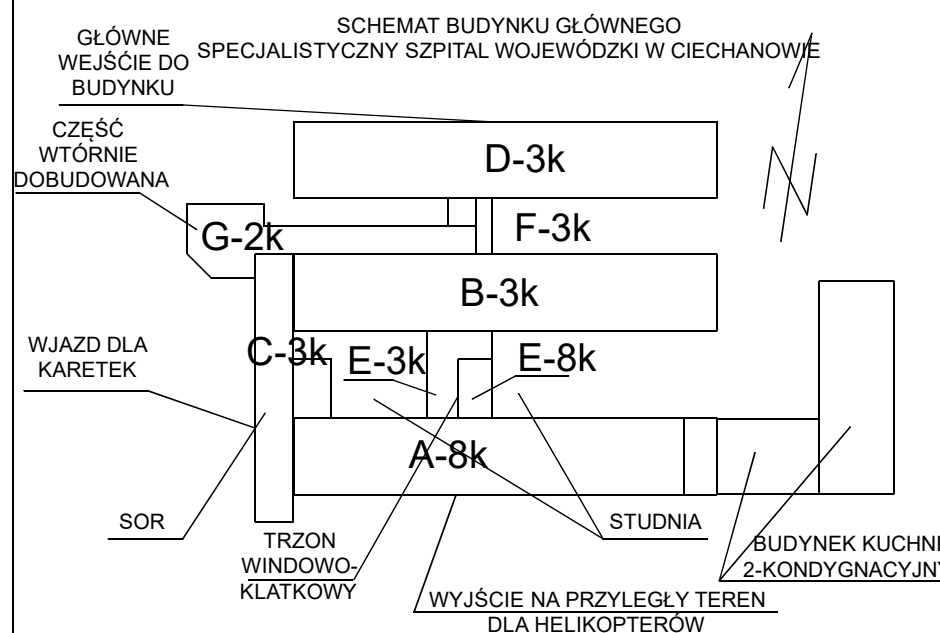 SCHEMAT BUDYNKU GŁÓWNEGO
SPECJALISTYCZNY SZPITAL WOJEWÓDZKI W CIECHANOWIE
GŁÓWNE
WEJŚCIE DO
BUDYNKU
CZĘŚĆ
WTÓRNIE
DOBUDOWANA
D-3k
G-2k
F-3k
B-3k
WJAZD DLA
KARETEK
C-3k
E-3k
E-8k
A-8k
SOR
TRZON
WINDOWO-
KLATKOWY
STUDNIA
BUDYNEK KUCHNI
2-KONDYGNACYJNY
WYJŚCIE NA PRZYLEGŁY TEREN
DLA HELIKOPTERÓW